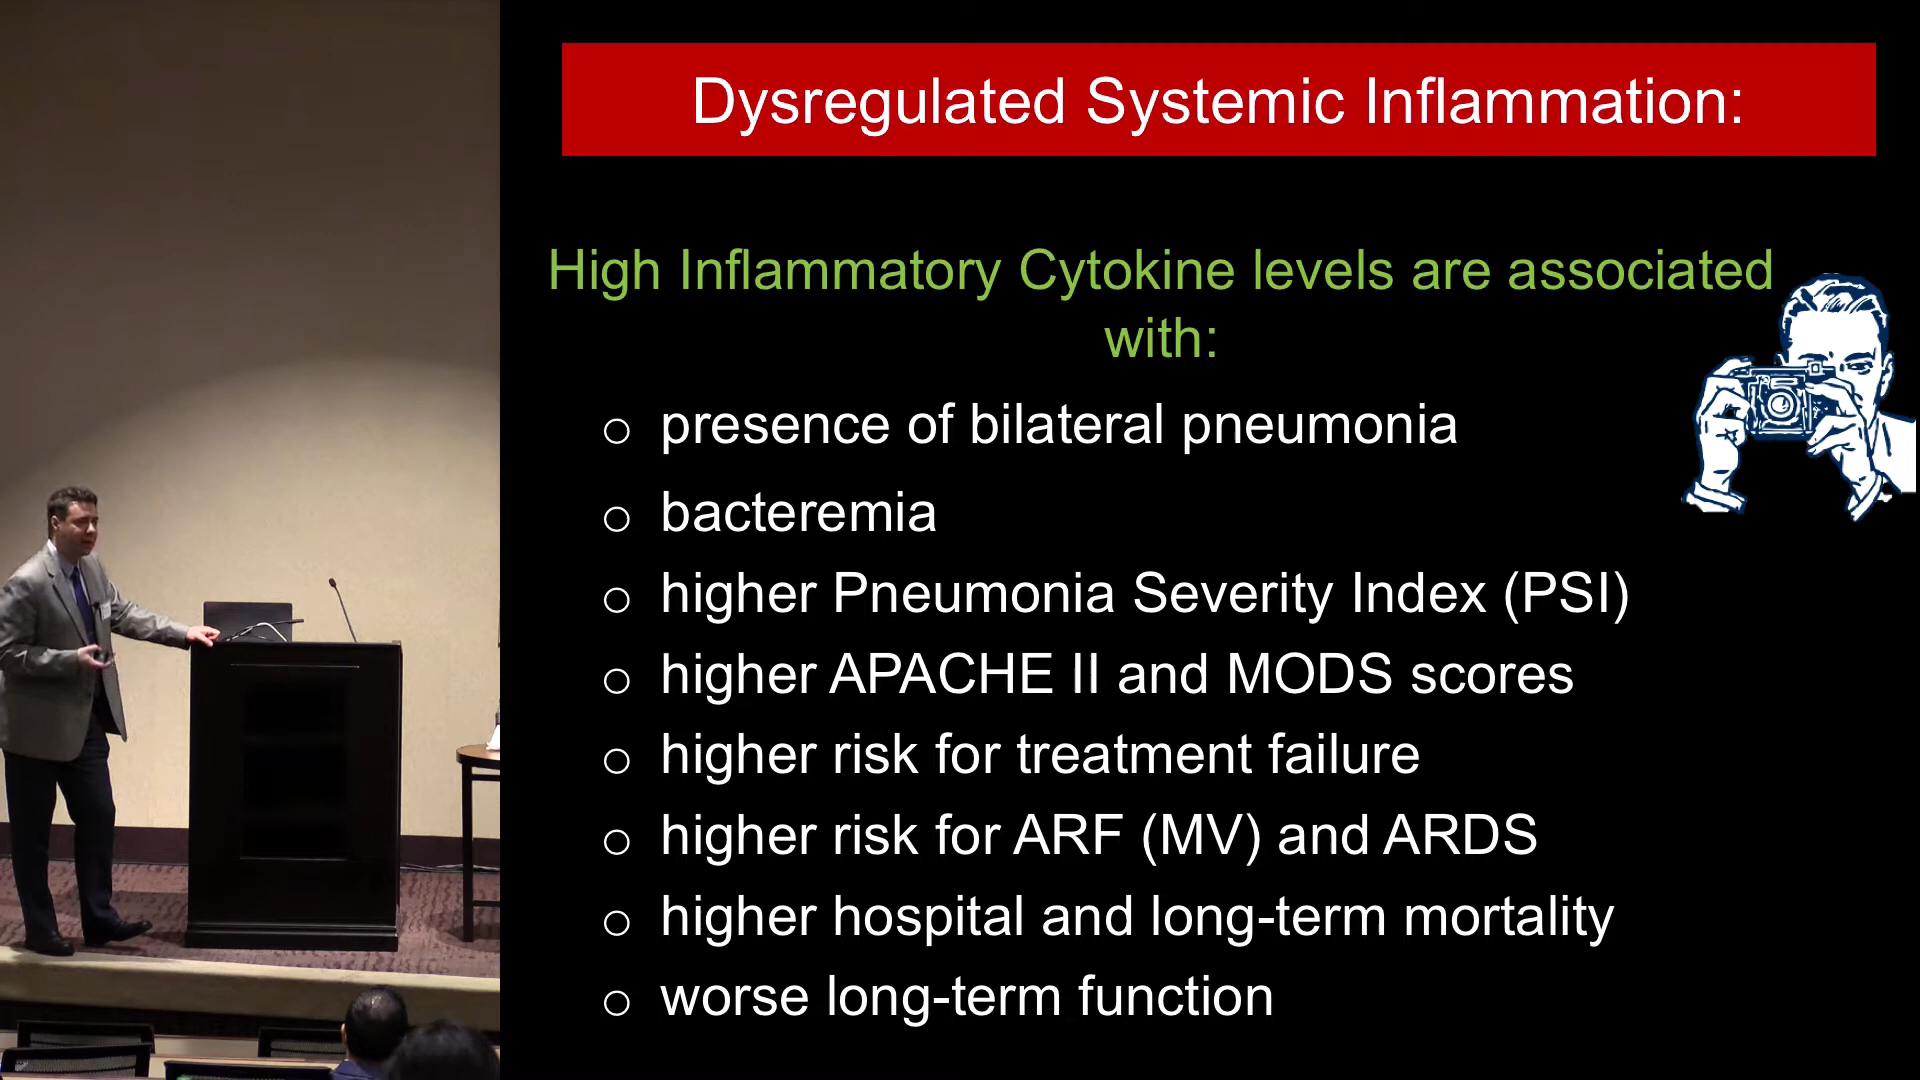 Dysregulated Systemic Inflammation:
High Inflammatory Cytokine levels are associated
with:
o presence of bilateral pneumonia
o bacteremia
o higher Pneumonia Severity Index (PSI)
o higher APACHE II and MODS scores
o higher risk for treatment failure
o higher risk for ARF (MV) and ARDS
o higher hospital and long-term mortality
o worse long-term function